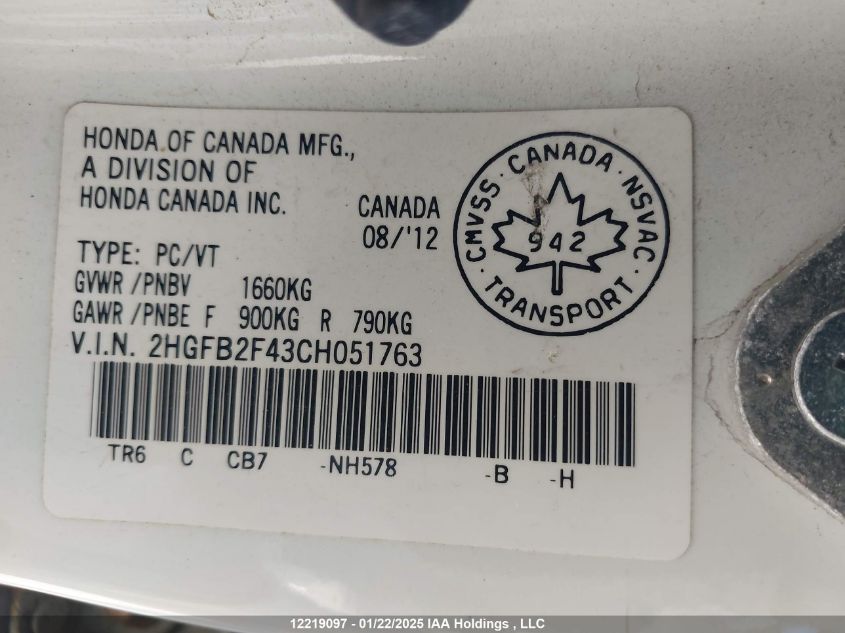 HONDA OF CANADA MFG.,
A DIVISION OF
HONDA CANADA INC.
CANADA
08/'12
TYPE: PC/VT
GVWR /PNBV 1660KG
GAWR /PNBE F 900KG R 790KG
V.I.N. 2HGFB2F43CH051763
TR6 C CB7 -NH578 -B -H
CMVSS · CANADA · NSVAC · TRANSPORT ·
942
12219097 - 01/22/2025 IAA Holdings , LLC